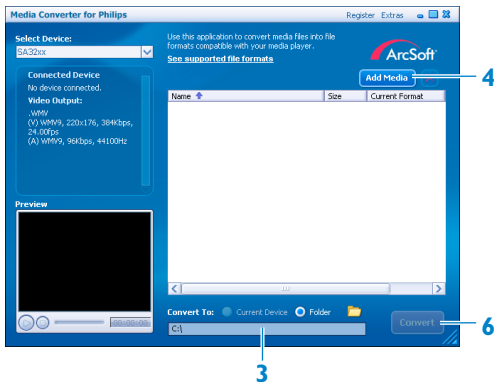 Media Converter for Philips
Register Extras
Select Device:
SA32xx
Connected Device
No device connected.
Video Output:
.WMV
(V) WMV9, 220x176, 384Kbps,
24.00fps
(A) WMV9, 96Kbps, 44100Hz
Preview
00:00:00
Use this application to convert media files into file
formats compatible with your media player.
See supported file formats
ArcSoft
Add Media
4
Name Size Current Format
Convert To: Current Device Folder
C:\
Convert
6
3